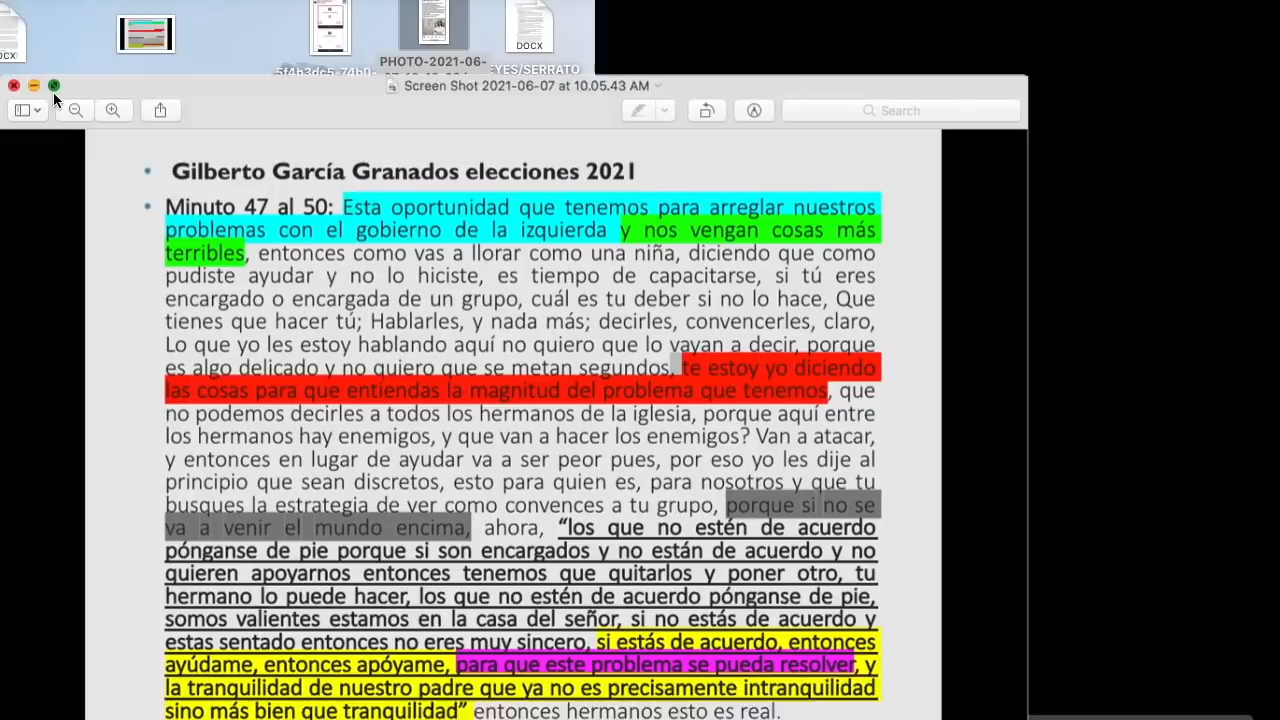 DOCX
DOCX
PHOTO-2021-06-
EYES/SERRATO
Screen Shot 2021-06-07 at 10.05.43 AM
Search
• Gilberto García Granados elecciones 2021
• Minuto 47 al 50: Esta oportunidad que tenemos para arreglar nuestros
problemas con el gobierno de la izquierda y nos vengan cosas más
terribles, entonces como vas a llorar como una niña, diciendo que como
pudiste ayudar y no lo hiciste, es tiempo de capacitarse, si tú eres
encargado o encargada de un grupo, cuál es tu deber si no lo hace, Que
tienes que hacer tú; Hablarles, y nada más; decirles, convencerles, claro,
Lo que yo les estoy hablando aquí no quiero que lo vayan a decir, porque
es algo delicado y no quiero que se metan segundos, te estoy yo diciendo
las cosas para que entiendas la magnitud del problema que tenemos, que
no podemos decirles a todos los hermanos de la iglesia, porque aquí entre
los hermanos hay enemigos, y que van a hacer los enemigos? Van a atacar,
y entonces en lugar de ayudar va a ser peor pues, por eso yo les dije al
principio que sean discretos, esto para quien es, para nosotros y que tu
busques la estrategia de ver como convences a tu grupo, porque si no se
va a venir el mundo encima, ahora, “los que no estén de acuerdo
pónganse de pie porque si son encargados y no están de acuerdo y no
quieren apoyarnos entonces tenemos que quitarlos y poner otro, tu
hermano lo puede hacer, los que no estén de acuerdo pónganse de pie,
somos valientes estamos en la casa del señor, si no estás de acuerdo y
estas sentado entonces no eres muy sincero, si estás de acuerdo, entonces
ayúdame, entonces apóyame, para que este problema se pueda resolver, y
la tranquilidad de nuestro padre que ya no es precisamente intranquilidad
sino más bien que tranquilidad” entonces hermanos esto es real.